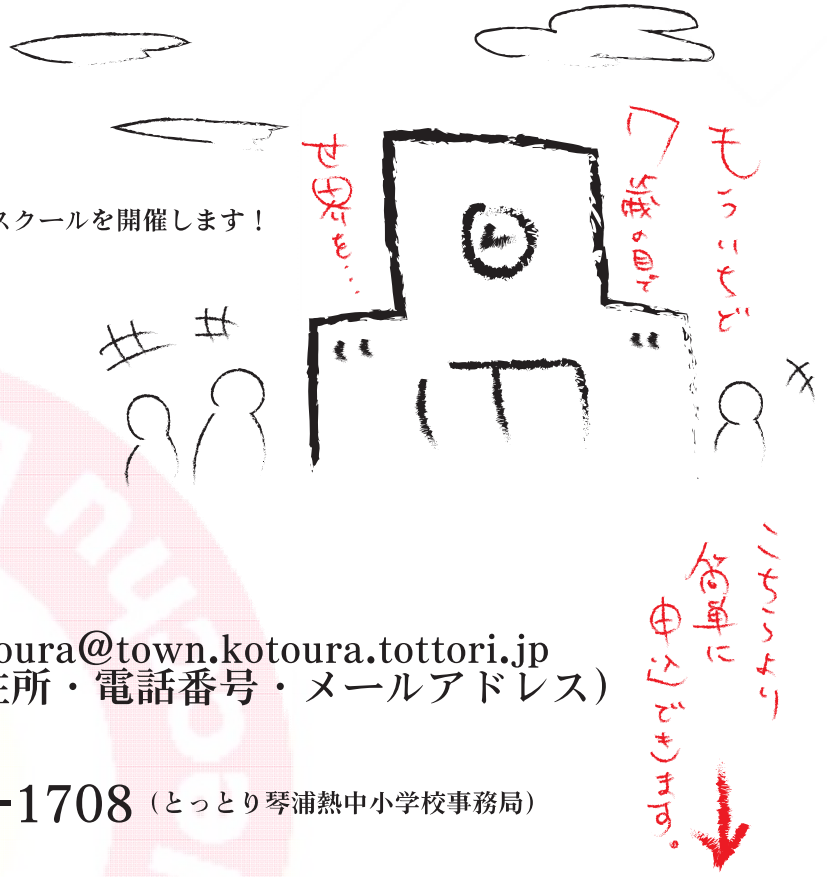 もういちど
7歳の目で
世界を...
スクールを開催します！
こちらより
簡単に
申込できます。
oura@town.kotoura.tottori.jp
住所・電話番号・メールアドレス）
-1708（とっとり琴浦熱中小学校事務局）